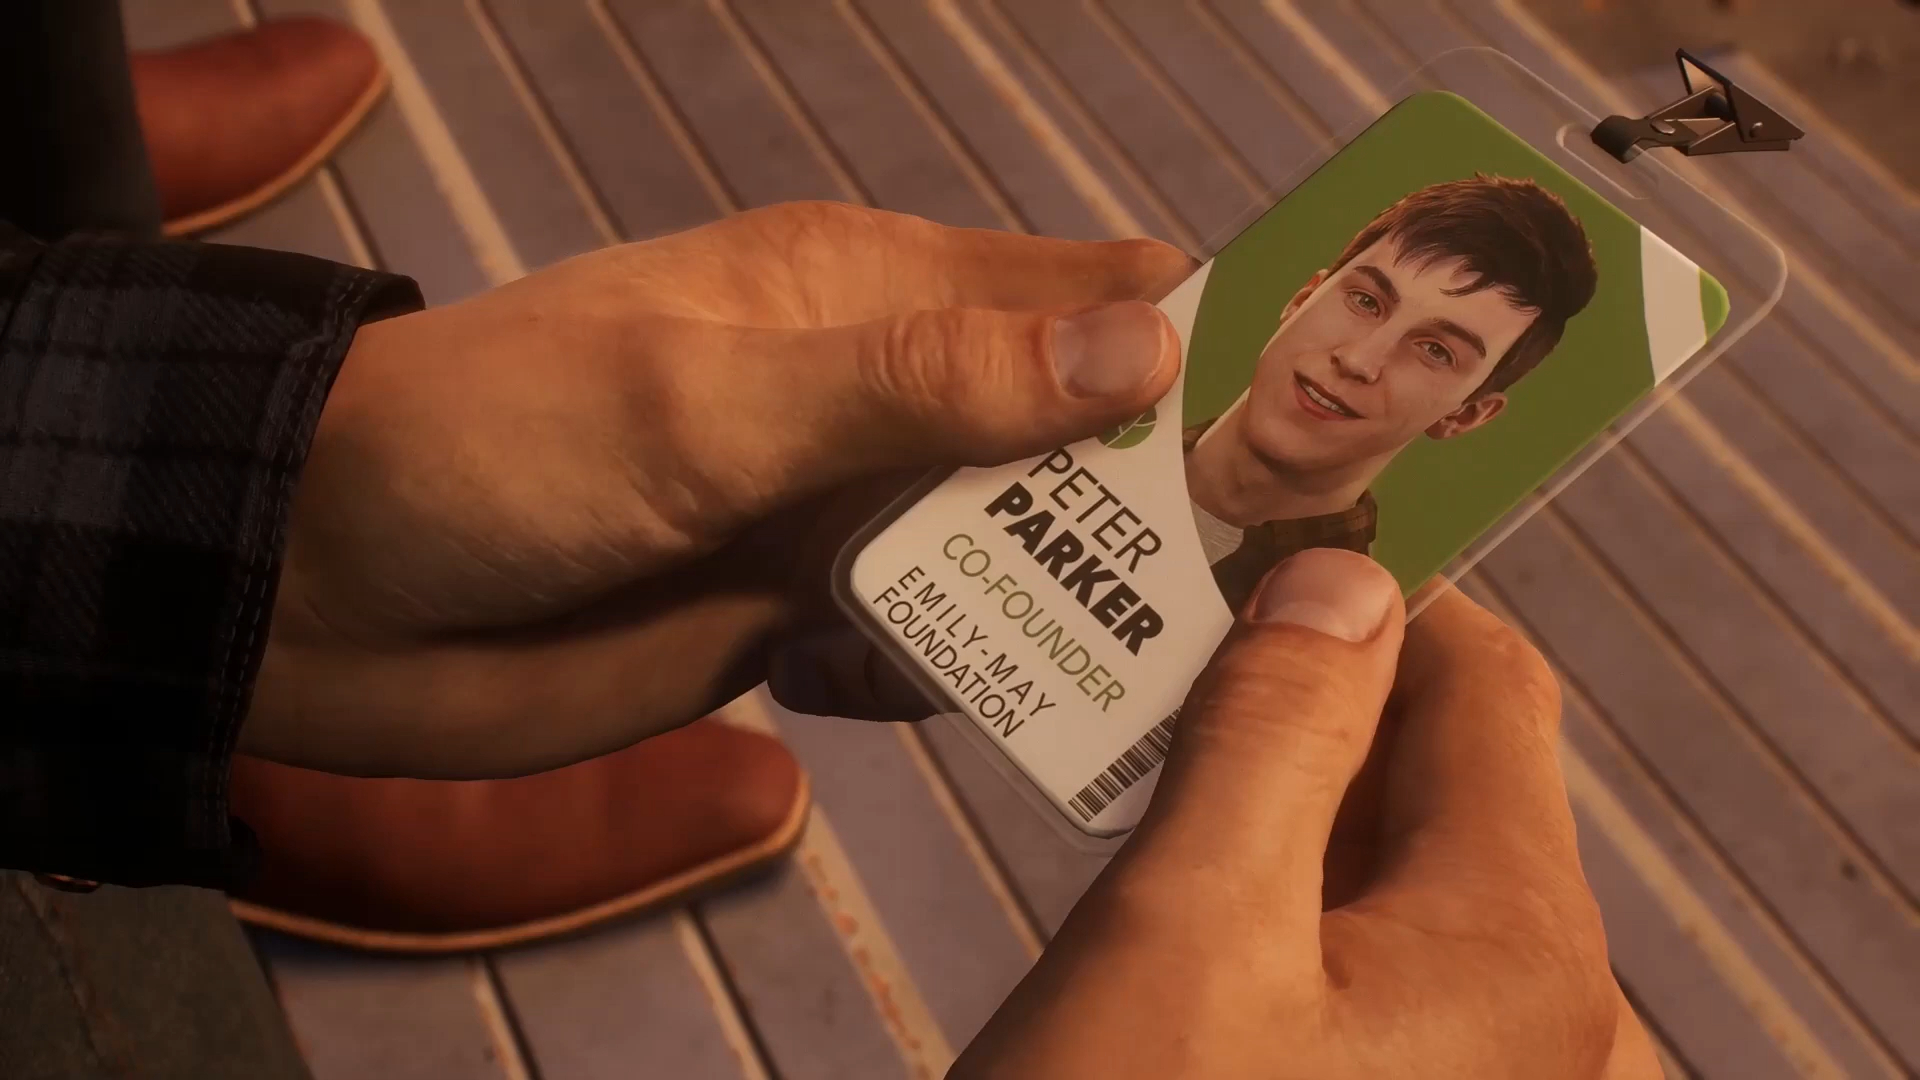 PETER
PARKER
CO-FOUNDER
EMILY-MAY
FOUNDATION